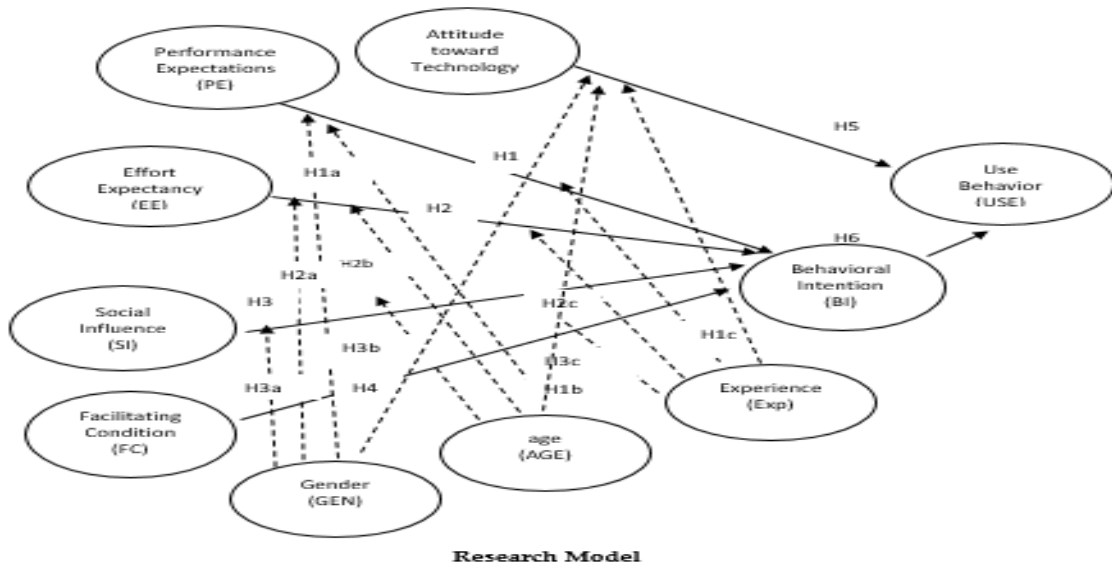 Attitude
toward
Technology
Performance
Expectations
(PE)
H5
H1
Use
Behavior
(USE)
H1a
Effort
Expectancy
(EE)
H2
H6
Behavioral
Intention
(BI)
H2b
H2a
Social
Influence
(SI)
H3
H2c
H1c
H3b
H3c
H3a
H4
H1b
Experience
(Exp)
Facilitating
Condition
(FC)
age
(AGE)
Gender
(GEN)
Research Model